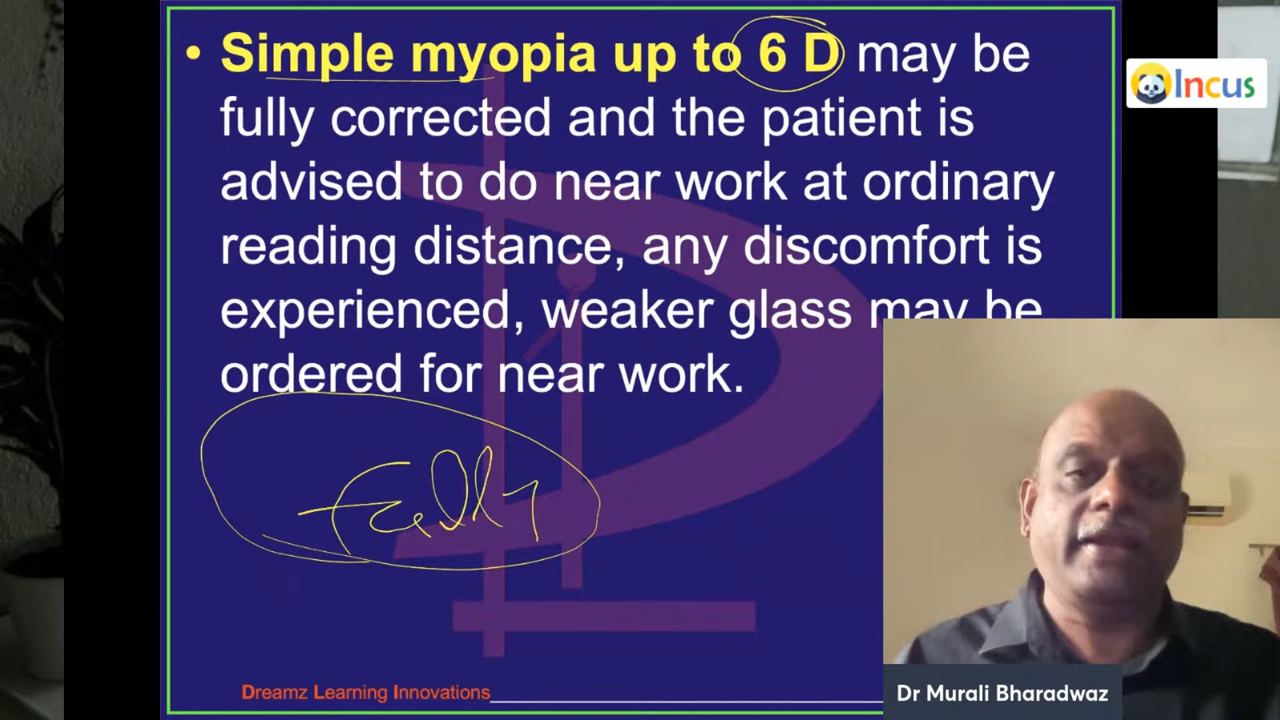 • Simple myopia up to 6 D may be
fully corrected and the patient is
advised to do near work at ordinary
reading distance, any discomfort is
experienced, weaker glass may be
ordered for near work.
Fully
Dreamz Learning Innovations
Incus
Dr Murali Bharadwaz